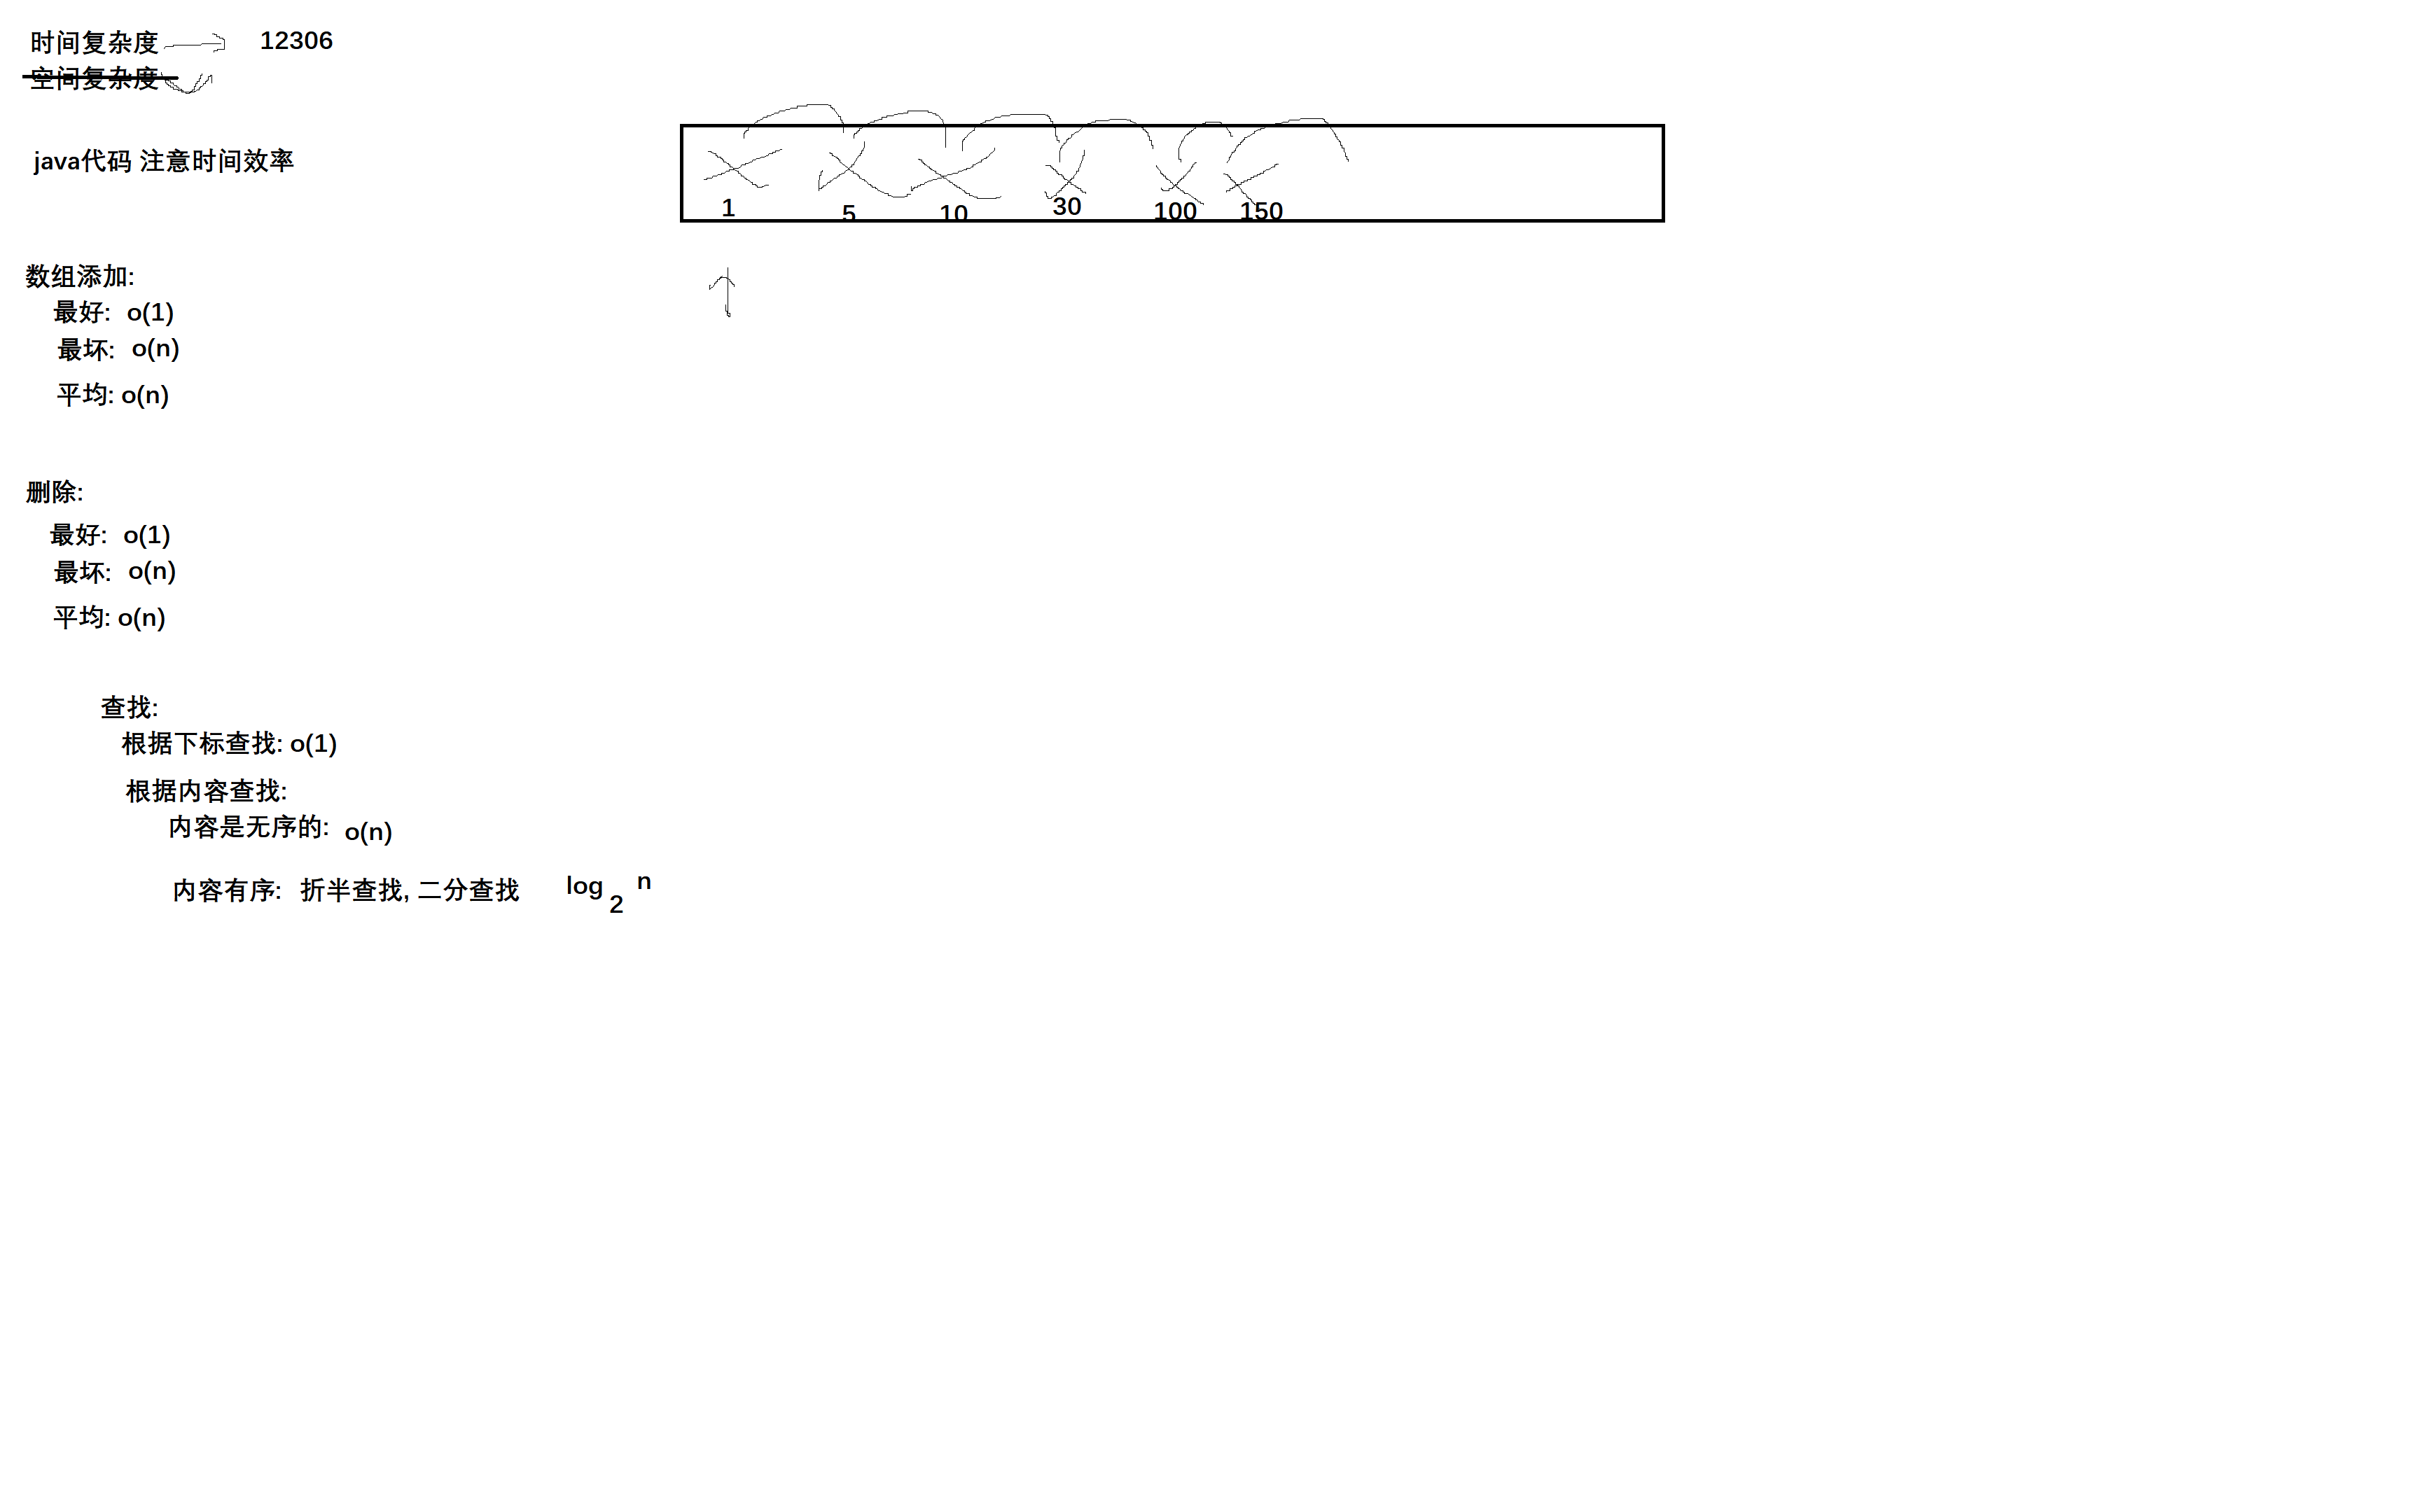 时间复杂度 12306
空间复杂度
java代码 注意时间效率
1 5 10 30 100 150
数组添加:
最好: o(1)
最坏: o(n)
平均: o(n)
删除:
最好: o(1)
最坏: o(n)
平均: o(n)
查找:
根据下标查找: o(1)
根据内容查找:
内容是无序的: o(n)
内容有序: 折半查找, 二分查找 log 2 n